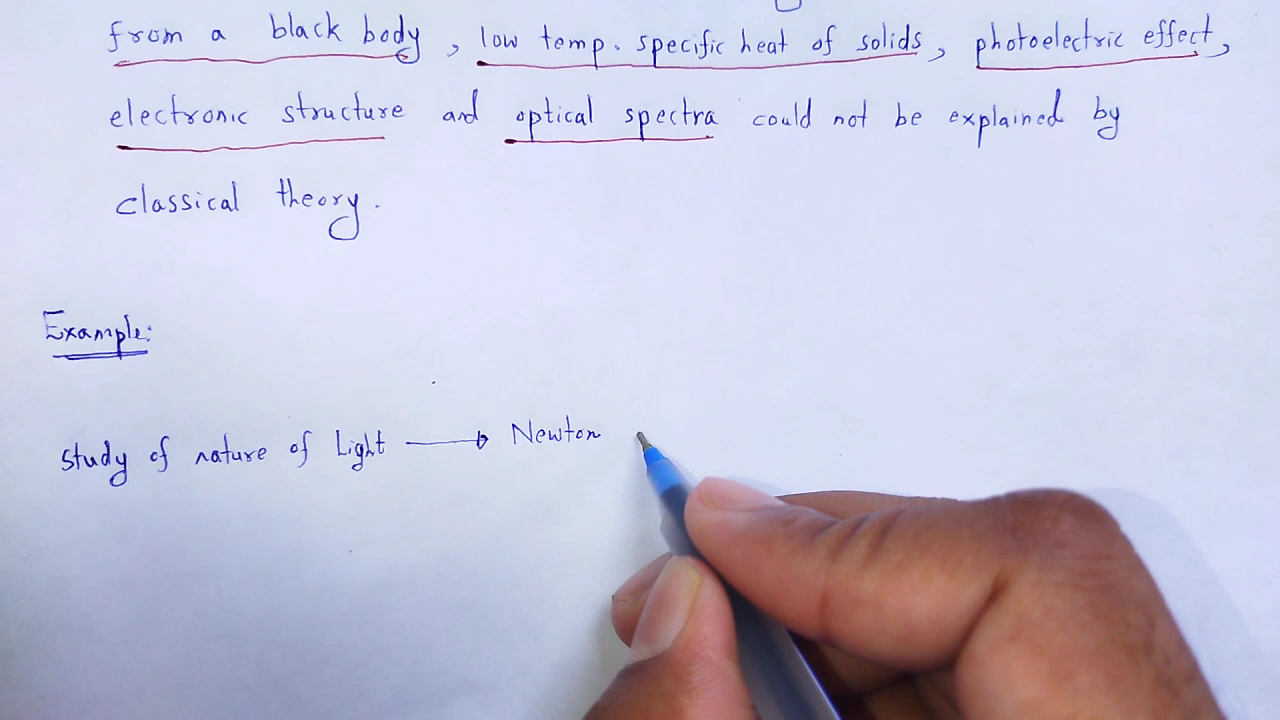 from a black body, low temp. specific heat of solids, photoelectric effect,
electronic structure and optical spectra could not be explained by
classical theory.
Example:
study of nature of Light → Newton